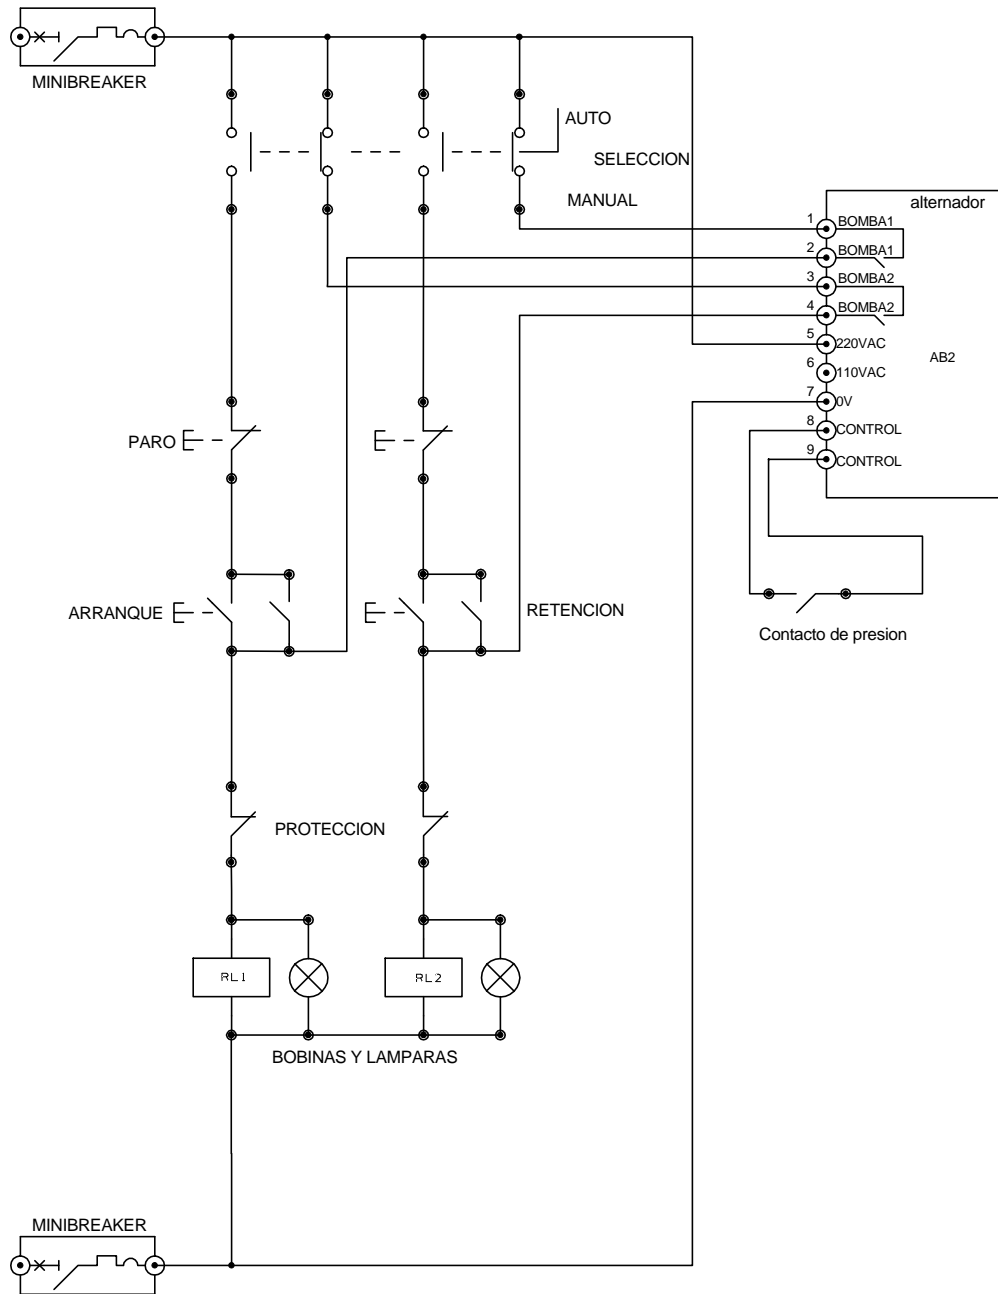 MINIBREAKER
AUTO
SELECCION
MANUAL
alternador
1 BOMBA1
2 BOMBA1
3 BOMBA2
4 BOMBA2
5 220VAC
6 110VAC
7 0V
8 CONTROL
9 CONTROL
AB2
PARO
ARRANQUE
RETENCION
Contacto de presion
PROTECCION
RL1
RL2
BOBINAS Y LAMPARAS
MINIBREAKER